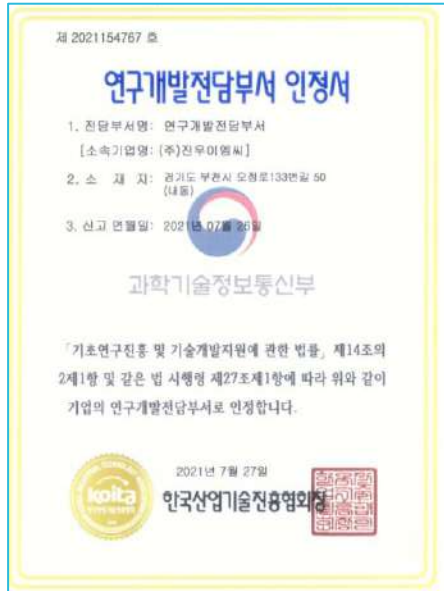 제 2021154767 호
연구개발전담부서 인정서
1. 전담부서명: 연구개발전담부서
[소속기업명: (주)진우이엠씨]
2. 소 재 지: 경기도 부천시 오정로133번길 50
(내동)
3. 신고 연월일: 2021년 07월 26일
과학기술정보통신부
「기초연구진흥 및 기술개발지원에 관한 법률」 제14조의
2제1항 및 같은 법 시행령 제27조제1항에 따라 위와 같이
기업의 연구개발전담부서로 인정합니다.
2021년 7월 27일
koita
한국산업기술진흥협회장